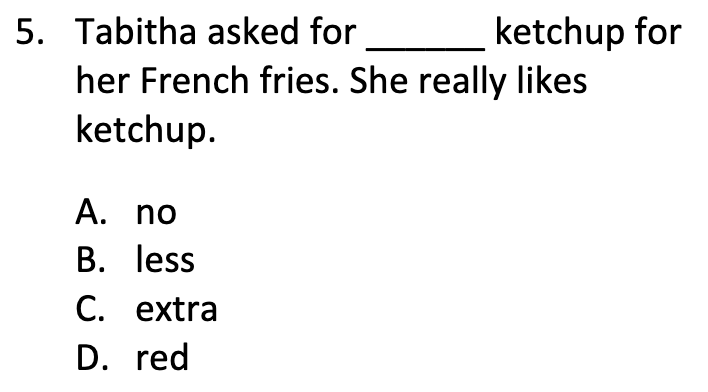 5. Tabitha asked for ______ ketchup for
her French fries. She really likes
ketchup.
A. no
B. less
C. extra
D. red